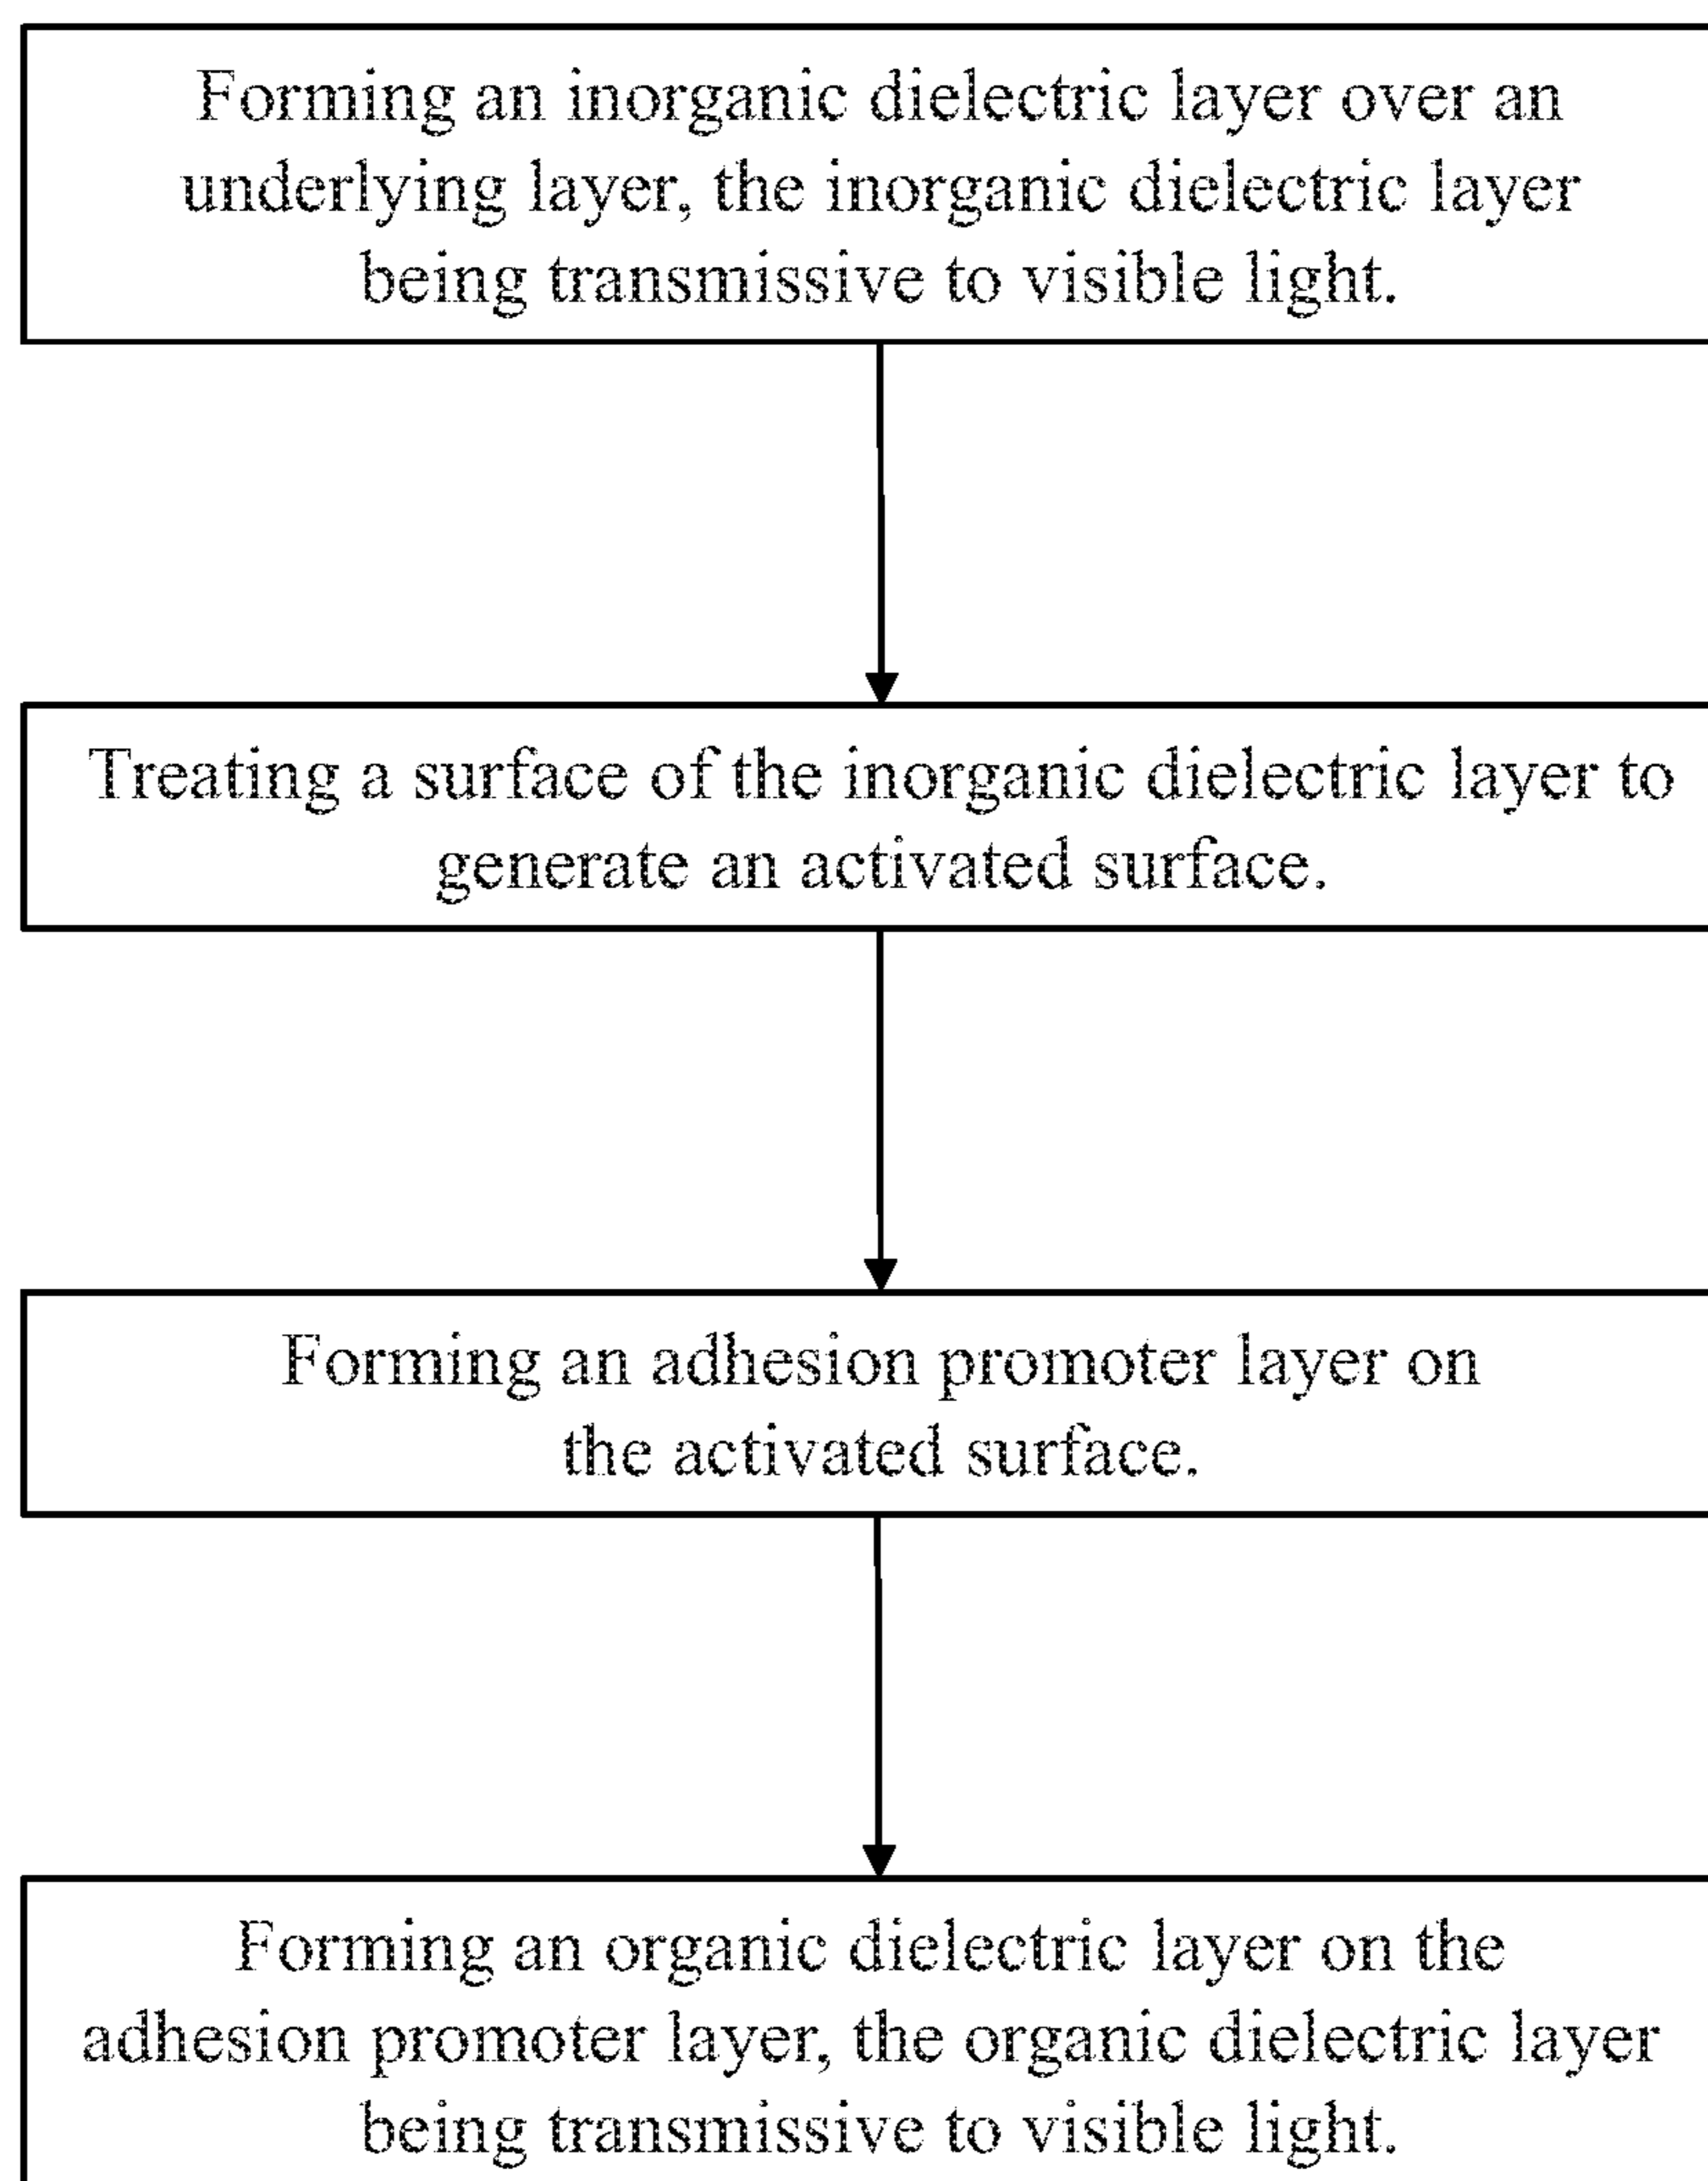 Forming an inorganic dielectric layer over an
underlying layer, the inorganic dielectric layer
being transmissive to visible light.
Treating a surface of the inorganic dielectric layer to
generate an activated surface.
Forming an adhesion promoter layer on
the activated surface.
Forming an organic dielectric layer on the
adhesion promoter layer, the organic dielectric layer
being transmissive to visible light.